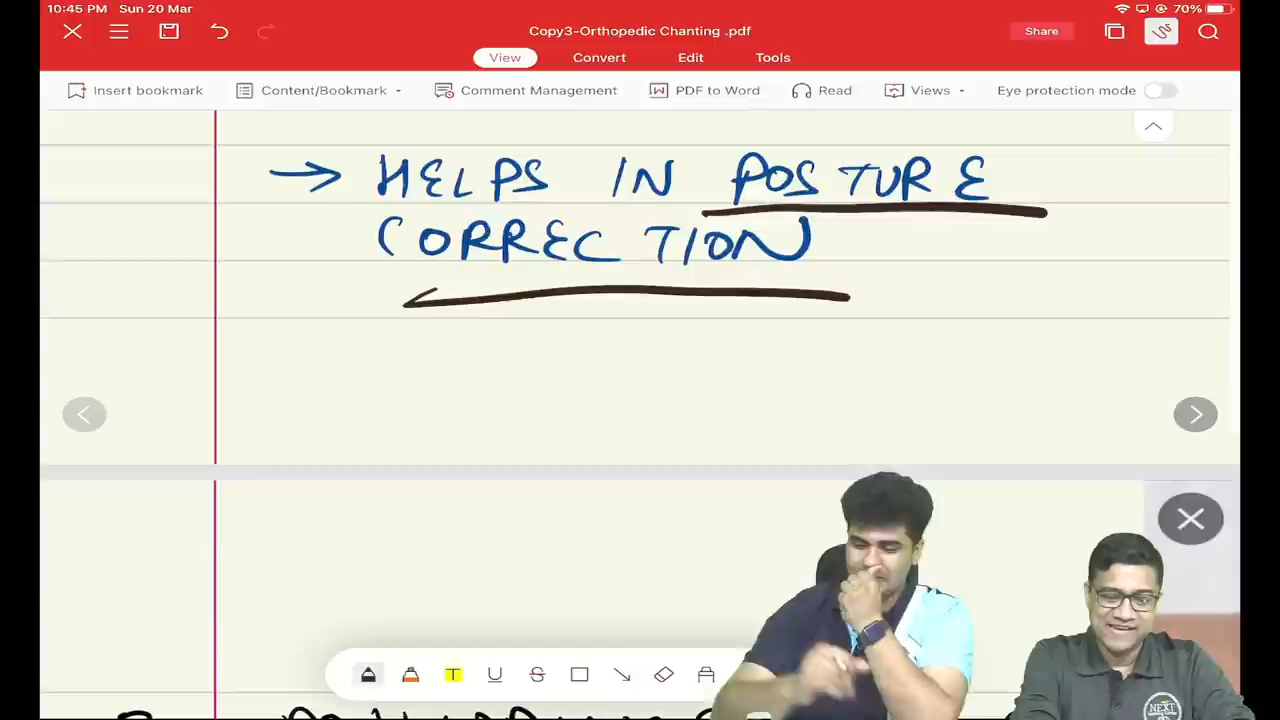 10:45 PM Sun 20 Mar 70%
Copy3-Orthopedic Chanting .pdf
Share
View Convert Edit Tools
Insert bookmark Content/Bookmark Comment Management PDF to Word Read Views Eye protection mode
→ HELPS IN POSTURE
CORRECTION
T U S
NEXT